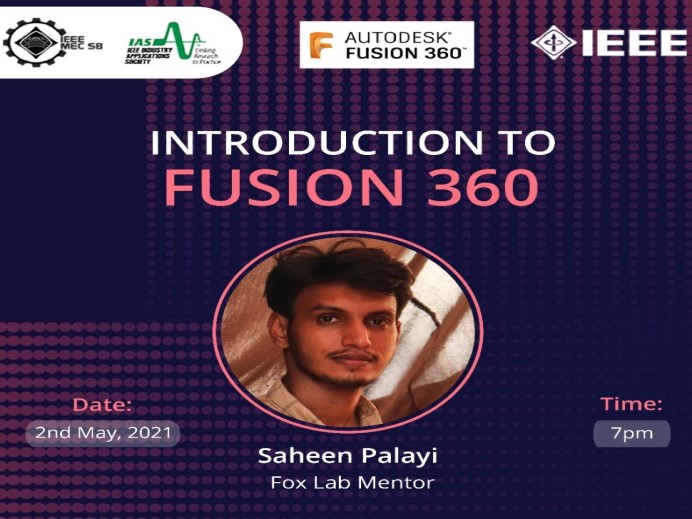 IEEE
MEC SB
IAS
IEEE INDUSTRY
APPLICATIONS
SOCIETY
Linking
Research
to Practice
AUTODESK®
FUSION 360™
IEEE
INTRODUCTION TO
FUSION 360
Date:
2nd May, 2021
Time:
7pm
Saheen Palayi
Fox Lab Mentor